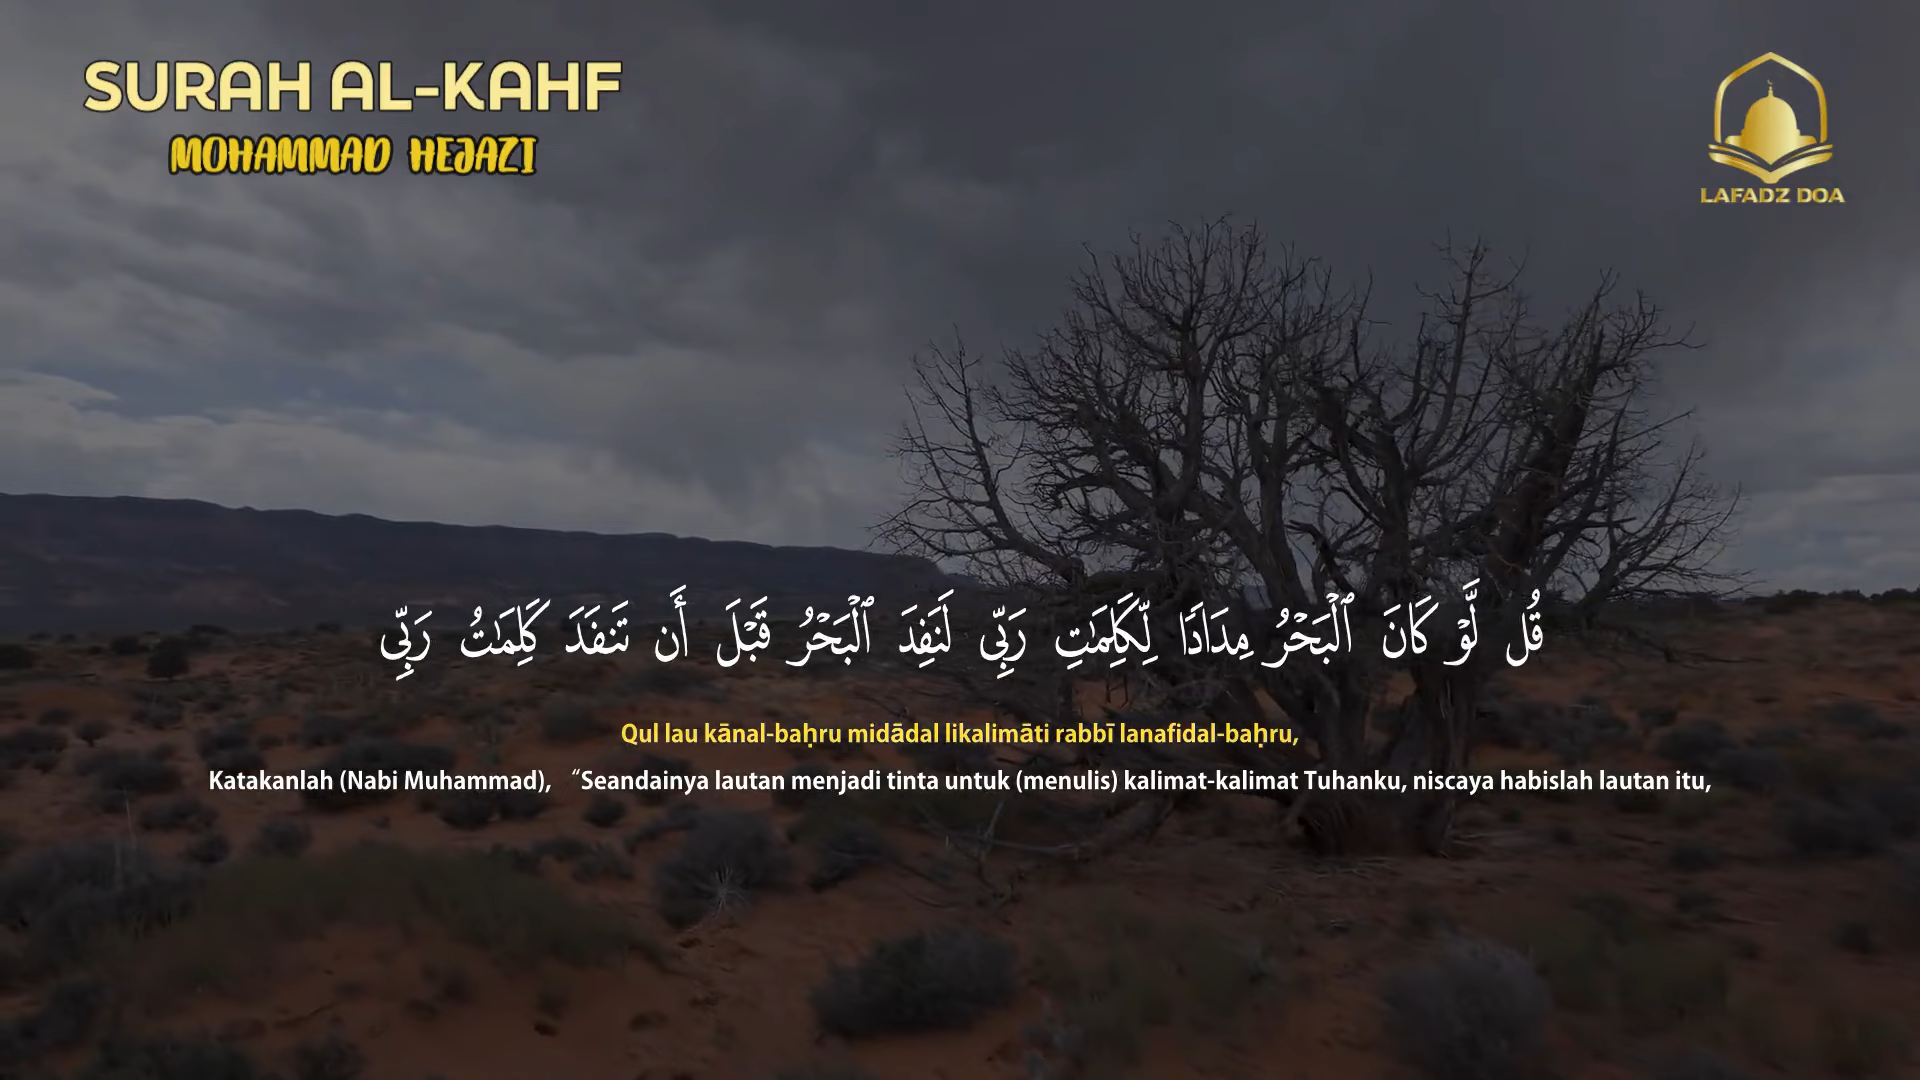 SURAH AL-KAHF
MOHAMMAD HEJAZI
LAFADZ DOA
قُل لَّوْ كَانَ ٱلْبَحْرُ مِدَادًا لِّكَلِمَٰتِ رَبِّى لَنَفِدَ ٱلْبَحْرُ قَبْلَ أَن تَنفَدَ كَلِمَٰتُ رَبِّى
Qul lau kānal-baḥru midādal likalimāti rabbī lanafidal-baḥru,
Katakanlah (Nabi Muhammad), “Seandainya lautan menjadi tinta untuk (menulis) kalimat-kalimat Tuhanku, niscaya habislah lautan itu,